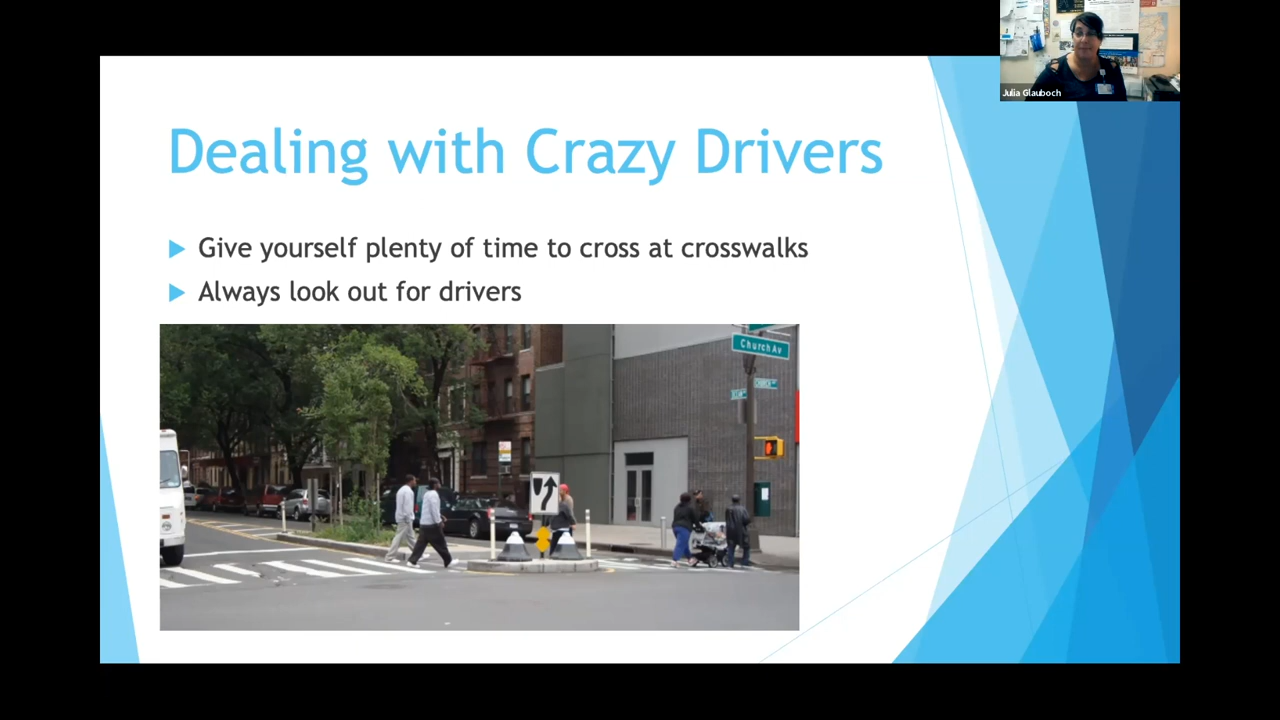 Julia Glauboch
Dealing with Crazy Drivers
Give yourself plenty of time to cross at crosswalks
Always look out for drivers
Church Av
CHURCH